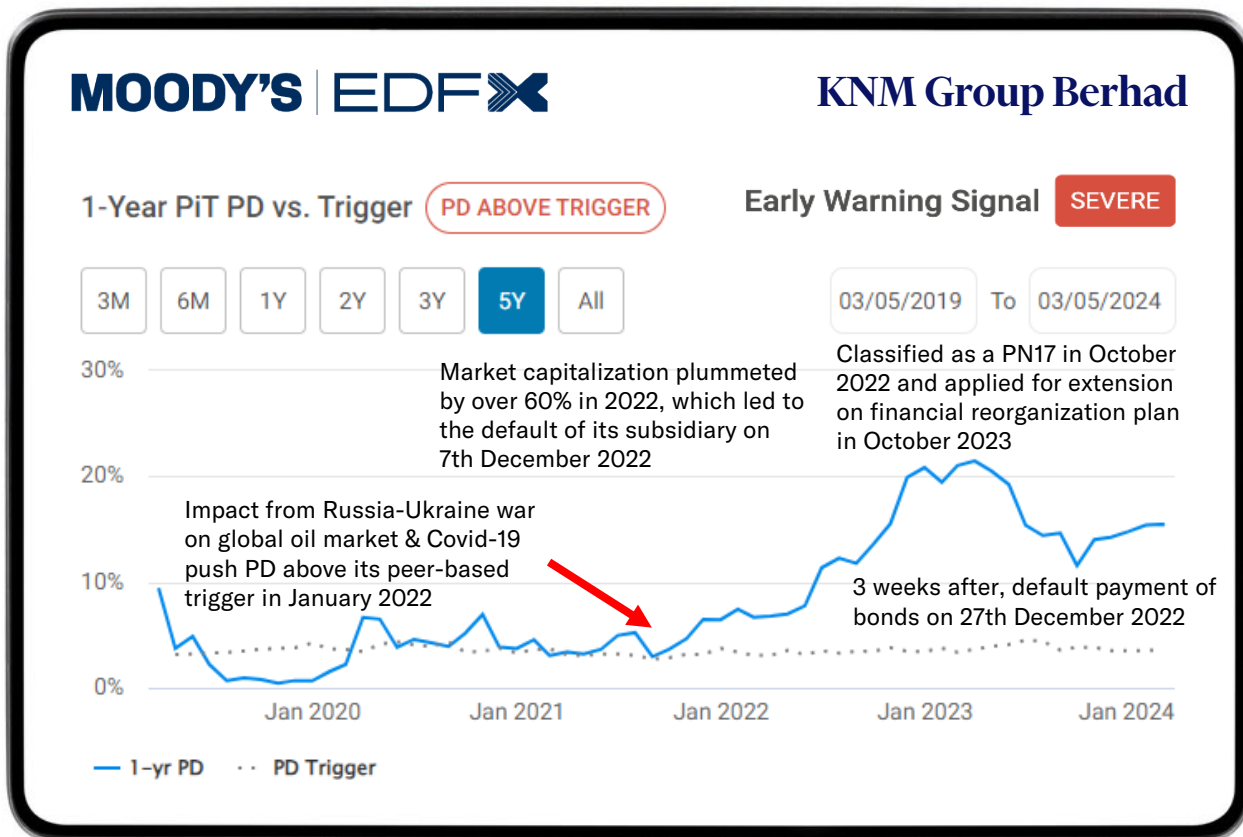 MOODY'S | EDFX
KNM Group Berhad
1-Year PiT PD vs. Trigger
PD ABOVE TRIGGER
Early Warning Signal
SEVERE
3M
6M
1Y
2Y
3Y
5Y
All
03/05/2019
To
03/05/2024
Market capitalization plummeted
by over 60% in 2022, which led to
the default of its subsidiary on
7th December 2022
Classified as a PN17 in October
2022 and applied for extension
on financial reorganization plan
in October 2023
Impact from Russia-Ukraine war
on global oil market & Covid-19
push PD above its peer-based
trigger in January 2022
3 weeks after, default payment of
bonds on 27th December 2022
30%
20%
10%
0%
Jan 2020
Jan 2021
Jan 2022
Jan 2023
Jan 2024
1-yr PD
PD Trigger